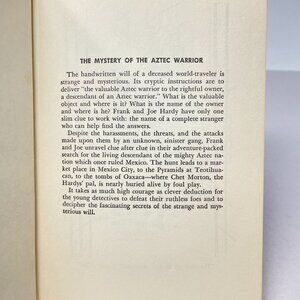 THE MYSTERY OF THE AZTEC WARRIOR
The handwritten will of a deceased world-traveler is
strange and mysterious. Its cryptic instructions are to
deliver "the valuable Aztec warrior to the rightful owner,
a descendant of an Aztec warrior." What is the valuable
object and where is it? What is the name of the owner
and where is he? Frank and Joe Hardy have only one
slim clue to work with: the name of a complete stranger
who can help find the answers.
Despite the harassments, the threats, and the attacks
made upon them by an unknown, sinister gang, Frank
and Joe unravel clue after clue in their adventure-packed
search for the living descendant of the mighty Aztec na-
tion which once ruled Mexico. The hunt leads to a mar-
ket place in Mexico City, to the Pyramids at Teotihua-
can, to the tombs of Oaxaca—where Chet Morton, the
Hardys' pal, is nearly buried alive by foul play.
It takes as much high courage as clever deduction for
the young detectives to defeat their ruthless foes and to
decipher the fascinating secrets of the strange and mys-
terious will.